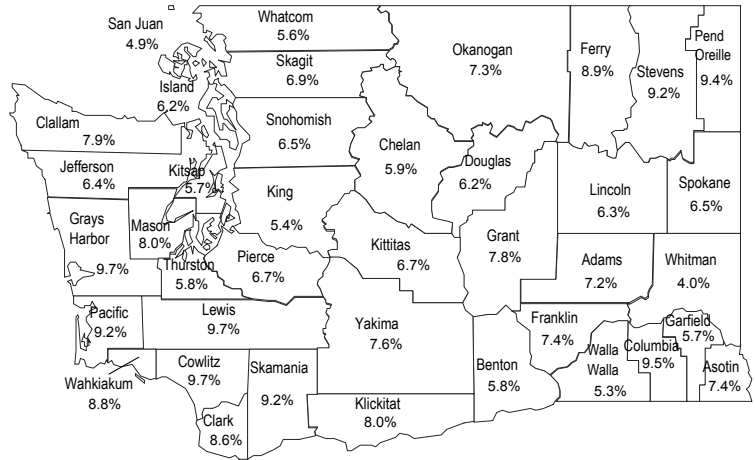 San Juan
4.9%
Whatcom
5.6%
Skagit
6.9%
Island
6.2%
Okanogan
7.3%
Ferry
8.9%
Stevens
9.2%
Pend
Oreille
9.4%
Clallam
7.9%
Snohomish
6.5%
Chelan
5.9%
Douglas
6.2%
Jefferson
6.4%
Kitsap
5.7%
King
5.4%
Lincoln
6.3%
Spokane
6.5%
Grays
Harbor
9.7%
Mason
8.0%
Thurston
5.8%
Pierce
6.7%
Kittitas
6.7%
Grant
7.8%
Adams
7.2%
Whitman
4.0%
Pacific
9.2%
Lewis
9.7%
Yakima
7.6%
Franklin
7.4%
Garfield
5.7%
Columbia
9.5%
Walla
Walla
5.3%
Asotin
7.4%
Benton
5.8%
Wahkiakum
8.8%
Cowlitz
9.7%
Skamania
9.2%
Clark
8.6%
Klickitat
8.0%